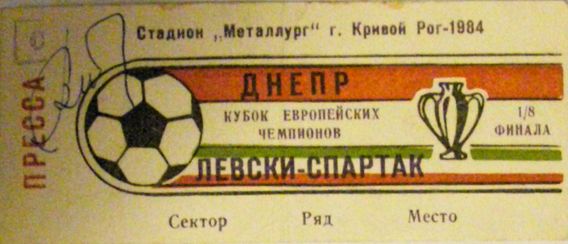 Стадион „Металлург" г. Кривой Рог-1984
ПРЕССА
ДНЕПР
КУБОК ЕВРОПЕЙСКИХ
ЧЕМПИОНОВ
1/8
ФИНАЛА
ЛЕВСКИ-СПАРТАК
Сектор Ряд Место